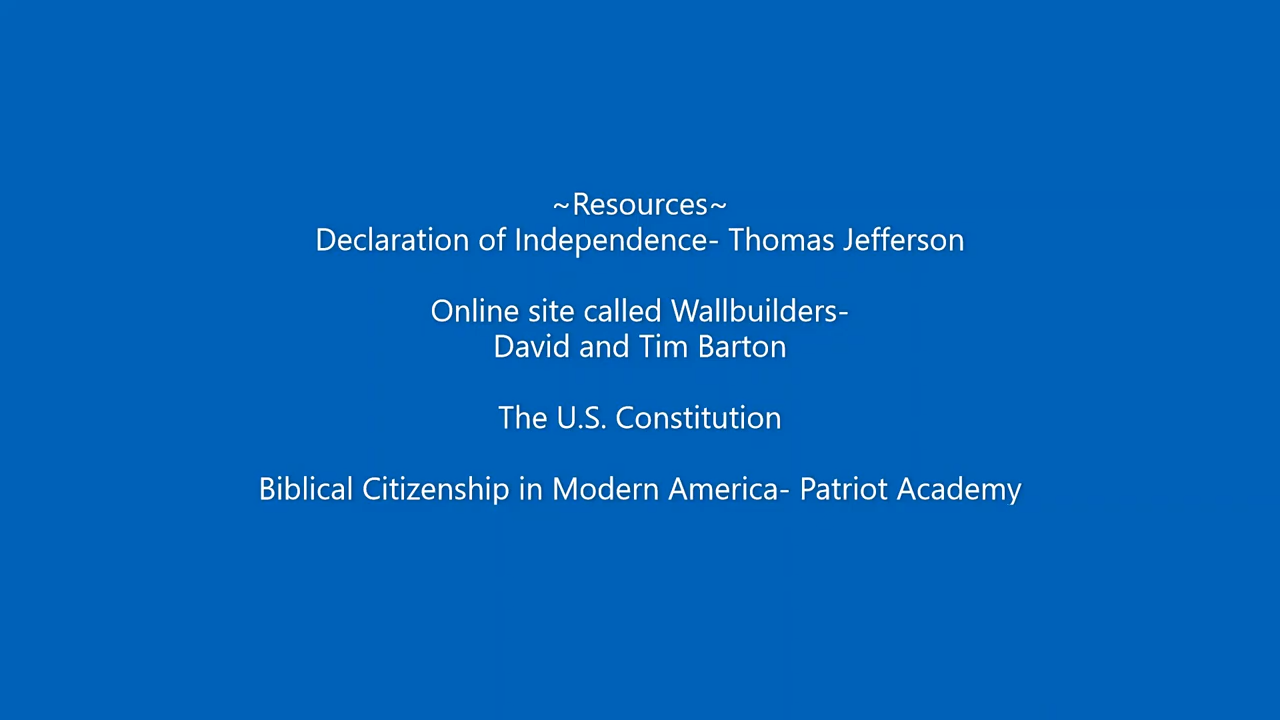 ~Resources~
Declaration of Independence- Thomas Jefferson
Online site called Wallbuilders-
David and Tim Barton
The U.S. Constitution
Biblical Citizenship in Modern America- Patriot Academy